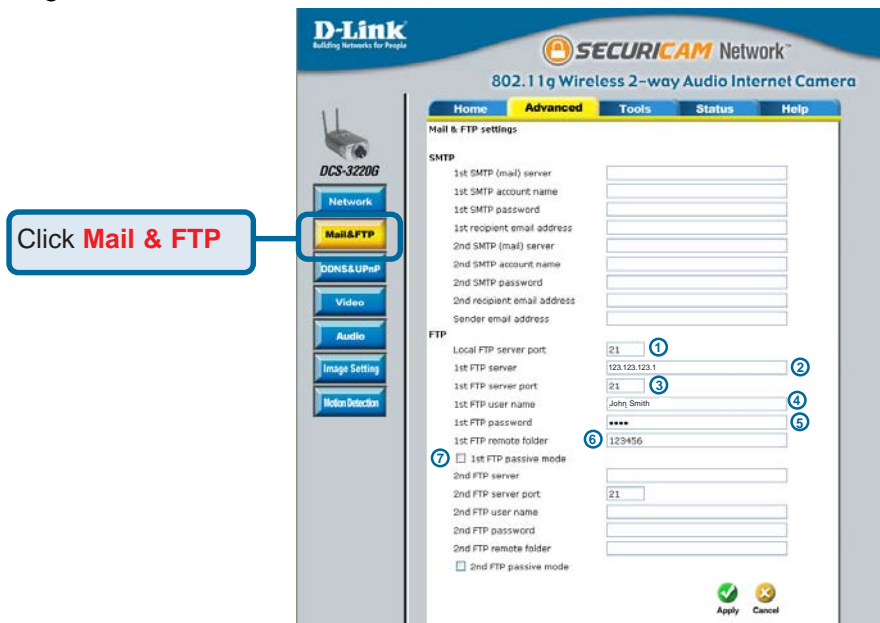 D-Link
Building Networks for People
SECURICAM Network™
802.11g Wireless 2-way Audio Internet Camera
Home Advanced Tools Status Help
DCS-3220G
Network
Mail&FTP
DDNS&UPnP
Video
Audio
Image Setting
Motion Detection
Click Mail & FTP
Mail & FTP settings
SMTP
1st SMTP (mail) server
1st SMTP account name
1st SMTP password
1st recipient email address
2nd SMTP (mail) server
2nd SMTP account name
2nd SMTP password
2nd recipient email address
Sender email address
FTP
Local FTP server port 21 1
1st FTP server 123.123.123.1 2
1st FTP server port 21 3
1st FTP user name John Smith 4
1st FTP password •••• 5
1st FTP remote folder 6 123456
7 1st FTP passive mode
2nd FTP server
2nd FTP server port 21
2nd FTP user name
2nd FTP password
2nd FTP remote folder
2nd FTP passive mode
Apply Cancel